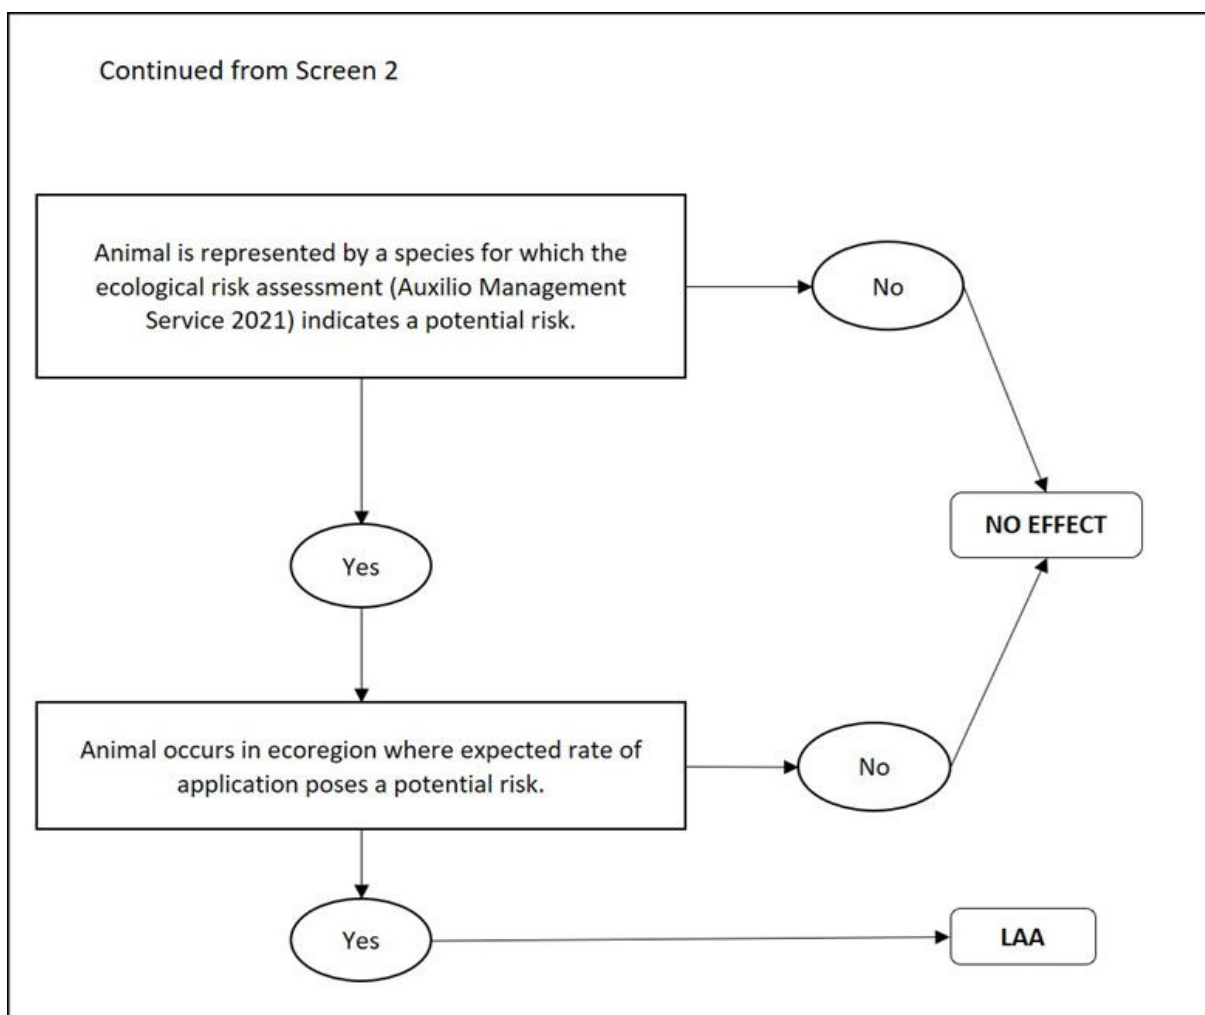 Continued from Screen 2
Animal is represented by a species for which the
ecological risk assessment (Auxilio Management
Service 2021) indicates a potential risk.
No
NO EFFECT
Yes
Animal occurs in ecoregion where expected rate of
application poses a potential risk.
No
Yes
LAA